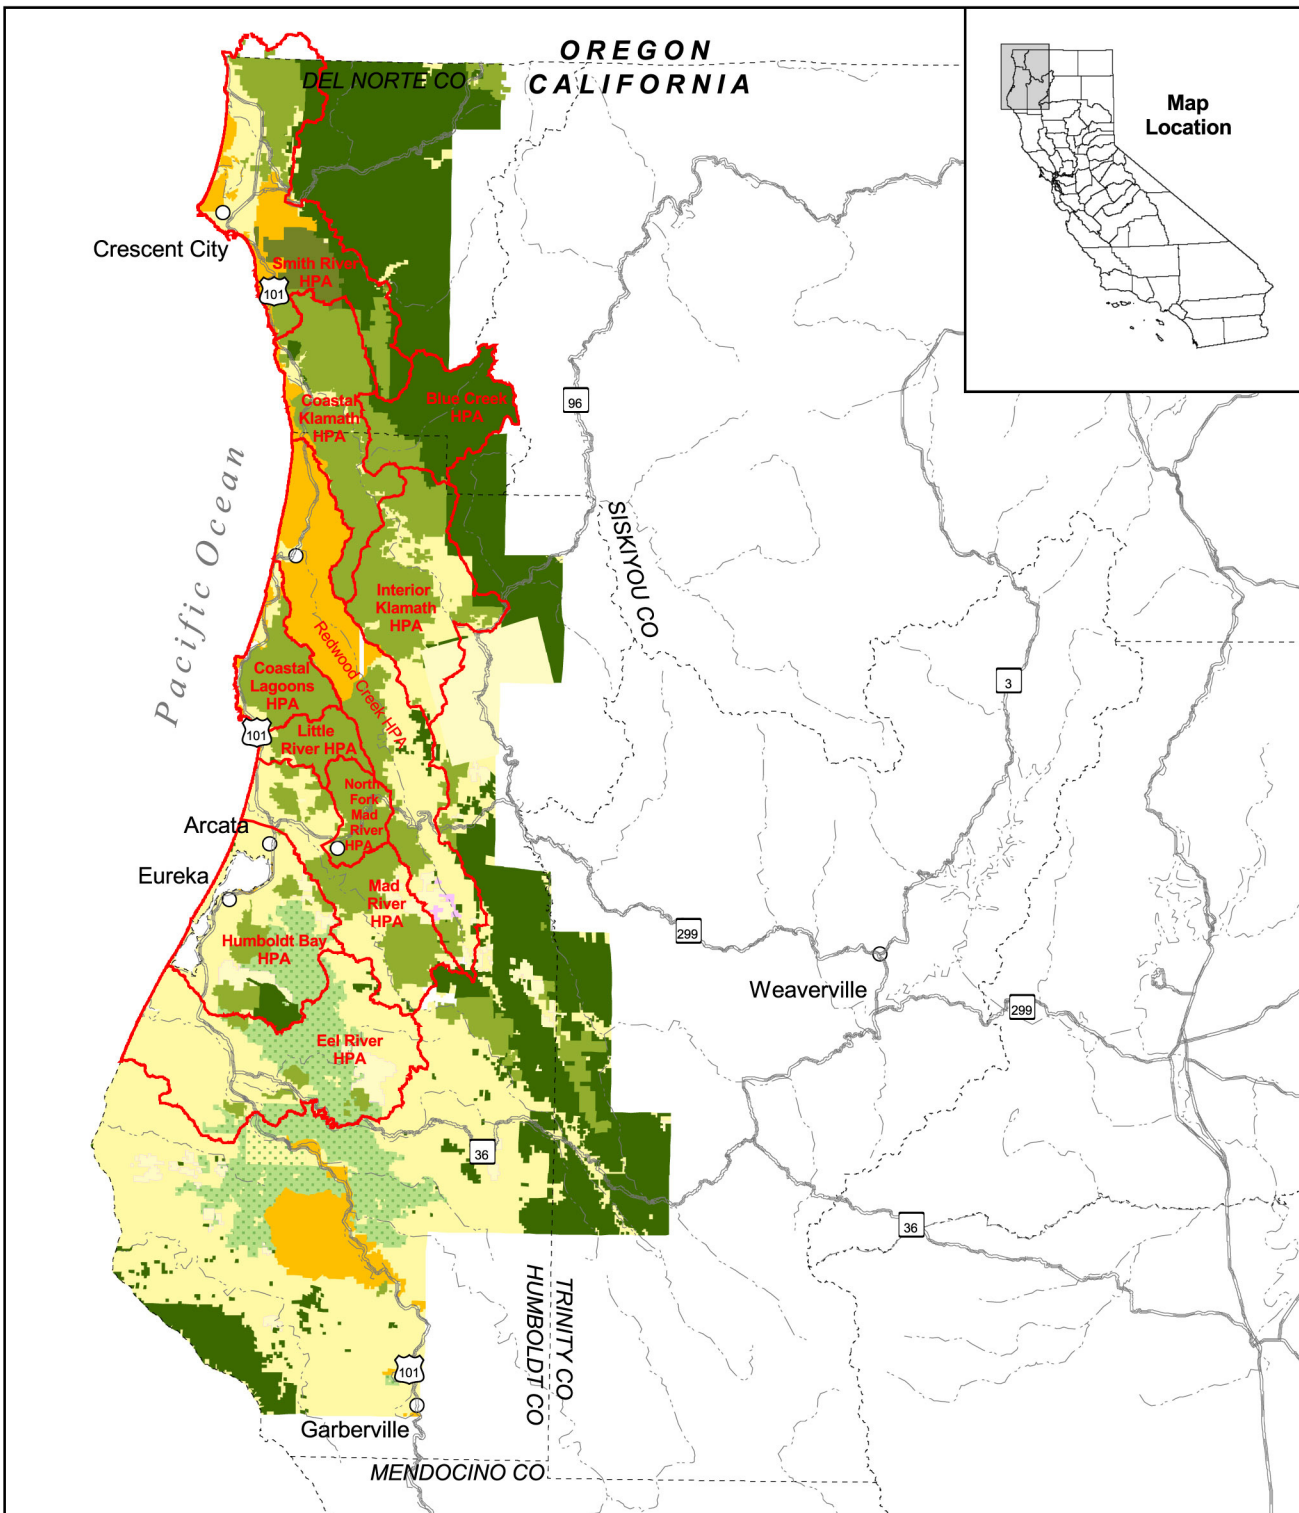 OREGON
CALIFORNIA
DEL NORTE CO
Map
Location
Crescent City
Smith River
HPA
101
Blue Creek
HPA
96
Coastal
Klamath
HPA
Pacific Ocean
SISKIYOU CO
Interior
Klamath
HPA
Redwood Creek HPA
3
Coastal
Lagoons
HPA
101
Little
River HPA
North
Fork
Mad
River
HPA
Arcata
Eureka
Mad
River
HPA
299
Humboldt Bay
HPA
Weaverville
299
Eel River
HPA
36
36
HUMBOLDT CO
TRINITY CO
101
Garberville
MENDOCINO CO